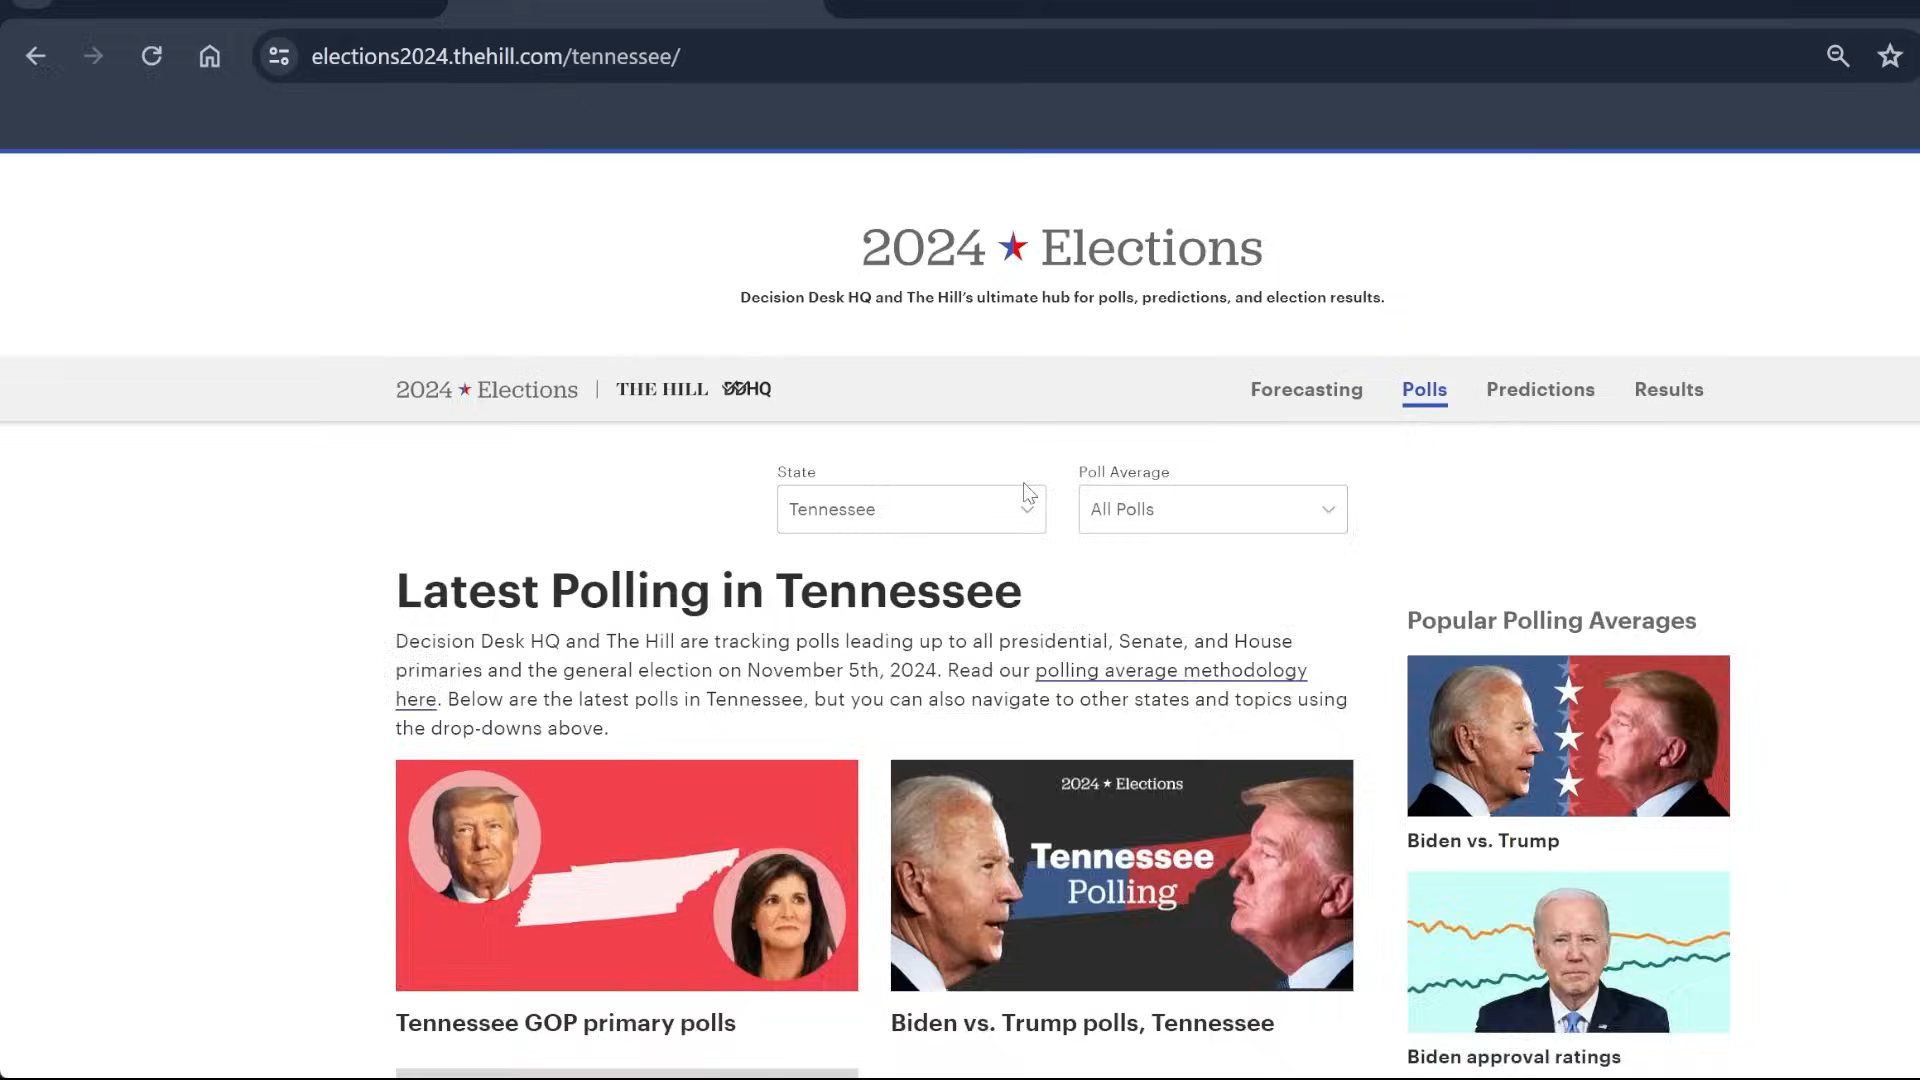 elections2024.thehill.com/tennessee/
2024 ★ Elections
Decision Desk HQ and The Hill's ultimate hub for polls, predictions, and election results.
2024 ★ Elections | THE HILL DDHQ
Forecasting Polls Predictions Results
State
Tennessee
Poll Average
All Polls
Latest Polling in Tennessee
Decision Desk HQ and The Hill are tracking polls leading up to all presidential, Senate, and House
primaries and the general election on November 5th, 2024. Read our polling average methodology
here. Below are the latest polls in Tennessee, but you can also navigate to other states and topics using
the drop-downs above.
2024 ★ Elections
Tennessee
Polling
Tennessee GOP primary polls
Biden vs. Trump polls, Tennessee
Popular Polling Averages
Biden vs. Trump
Biden approval ratings